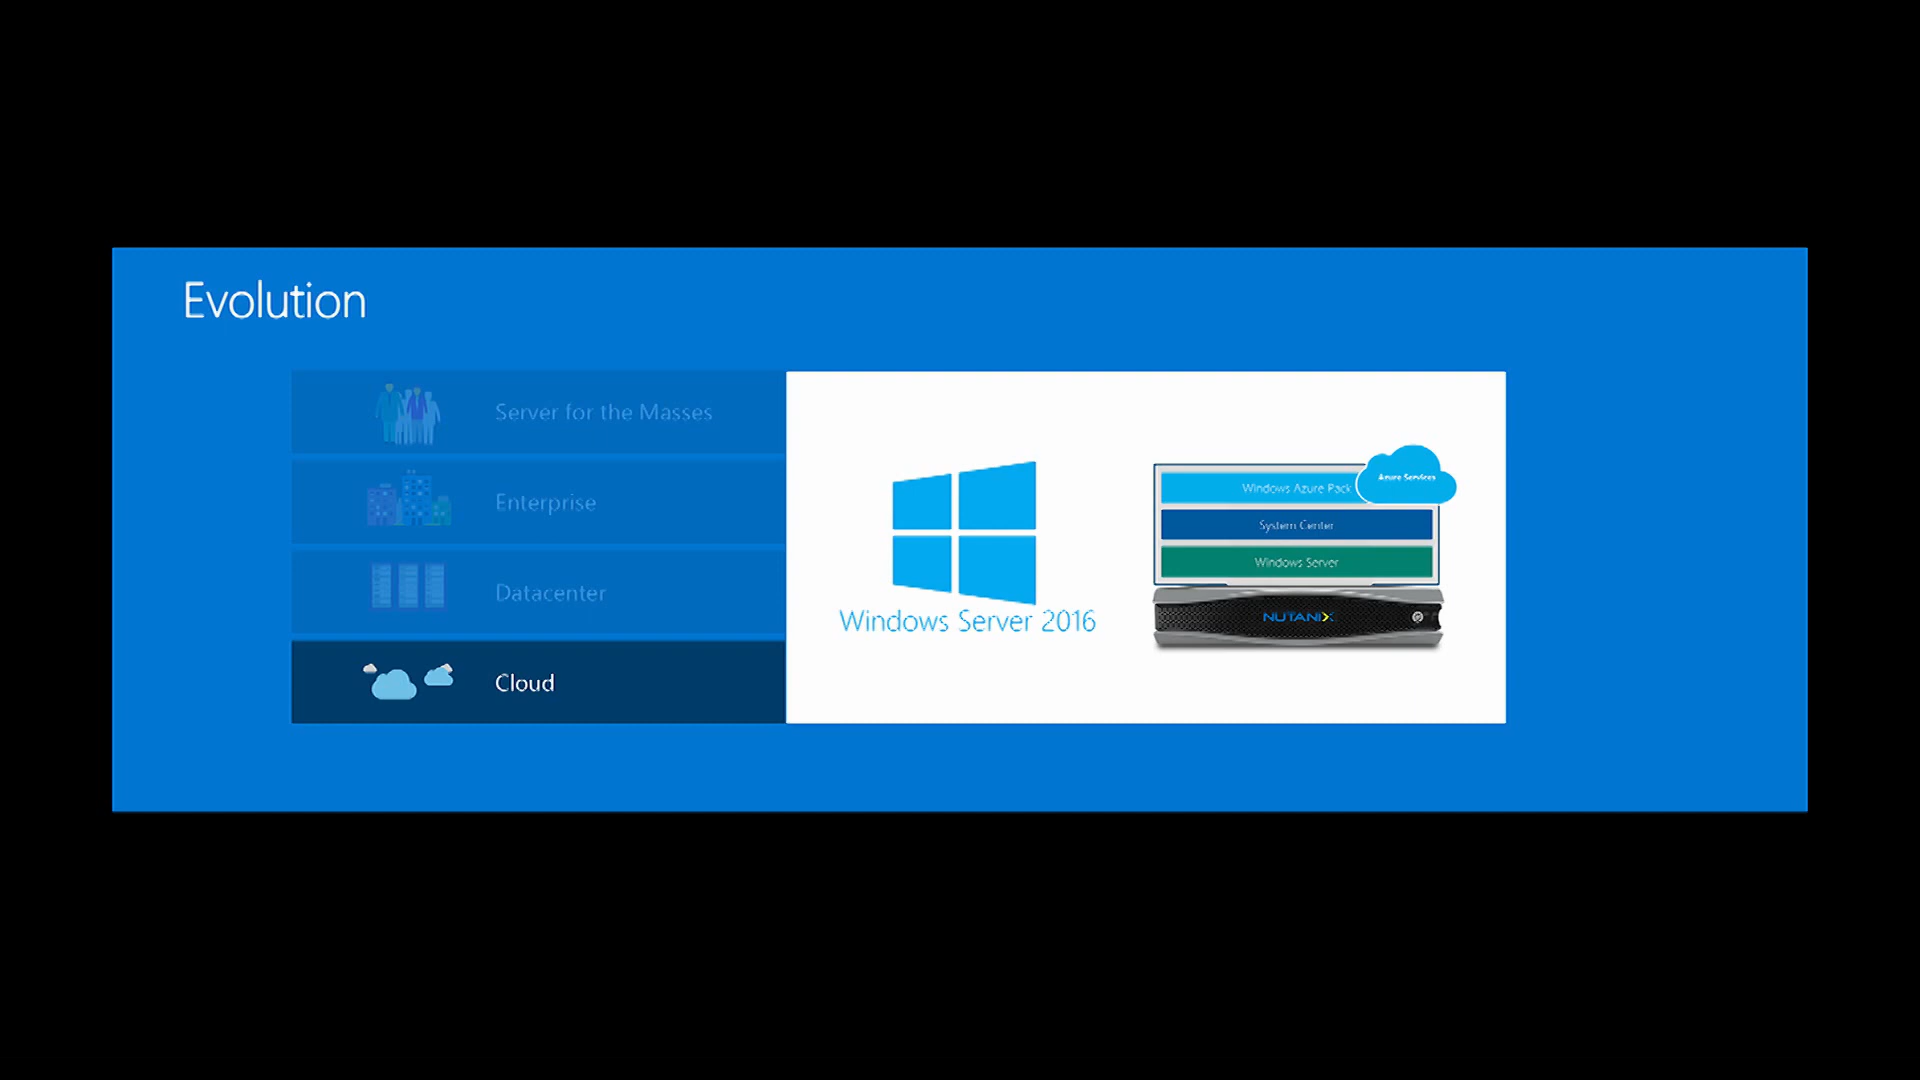 Evolution
Server for the Masses
Enterprise
Datacenter
Cloud
Windows Server 2016
Windows Azure Pack
Azure Services
System Center
Windows Server
NUTANIX